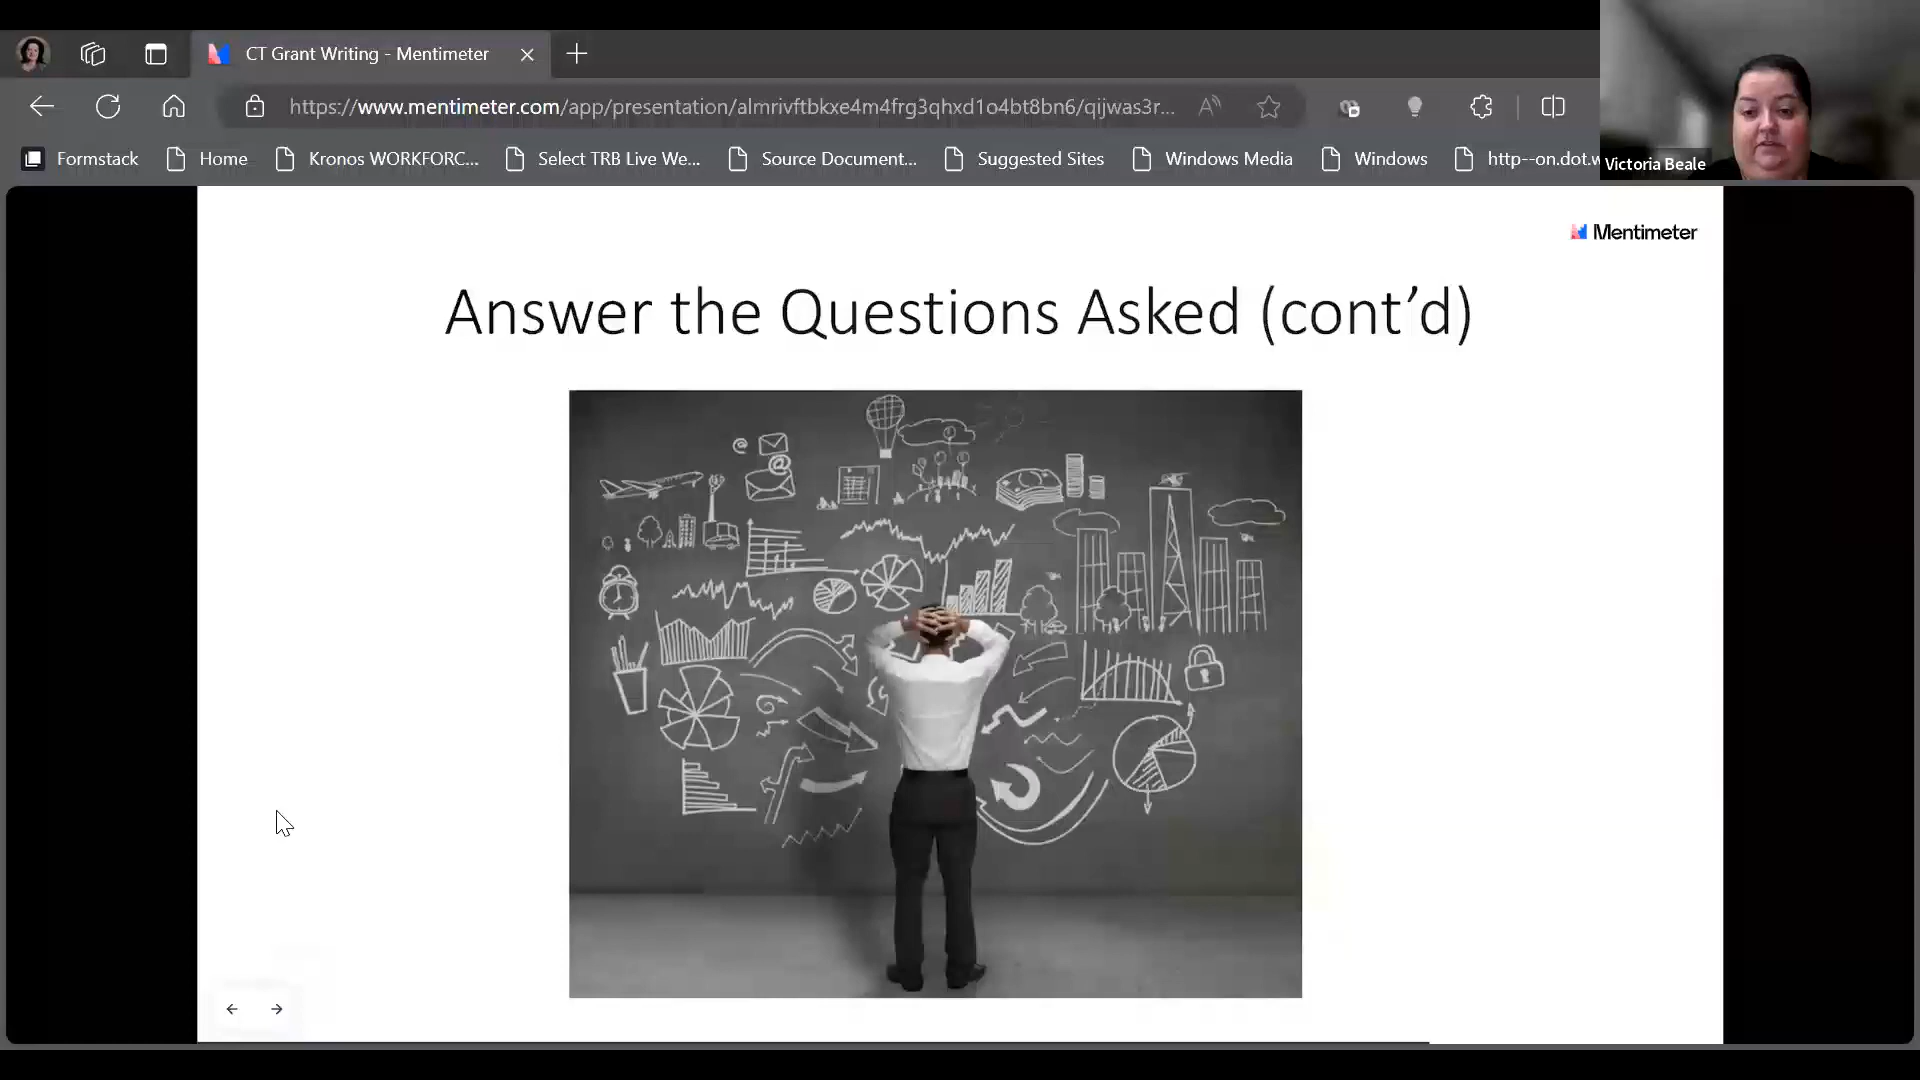 CT Grant Writing - Mentimeter
https://www.mentimeter.com/app/presentation/almrivftbkxe4m4frg3qhxd1o4bt8bn6/qijwas3r...
Formstack
Home
Kronos WORKFORC...
Select TRB Live We...
Source Document...
Suggested Sites
Windows Media
Windows
http--on.dot.w
Victoria Beale
Mentimeter
Answer the Questions Asked (cont’d)
@
@